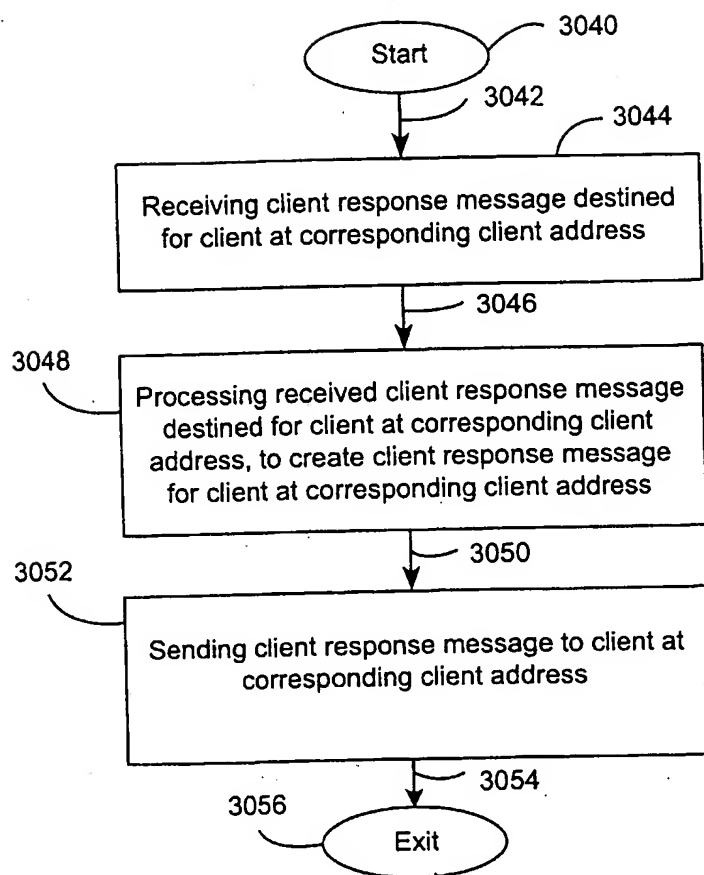 3040
Start
3042
3044
Receiving client response message destined
for client at corresponding client address
3046
3048
Processing received client response message
destined for client at corresponding client
address, to create client response message
for client at corresponding client address
3050
3052
Sending client response message to client at
corresponding client address
3054
3056
Exit